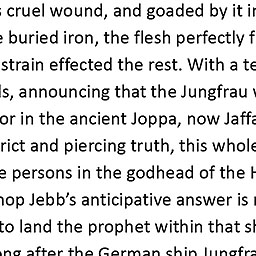 cruel wound, and goaded by it i
buried iron, the flesh perfectly f
strain effected the rest. With a te
ls, announcing that the Jungfrau
or in the ancient Joppa, now Jaffa
rict and piercing truth, this whole
e persons in the godhead of the H
hop Jebb’s anticipative answer is
to land the prophet within that sh
ong after the German ship Jungfra